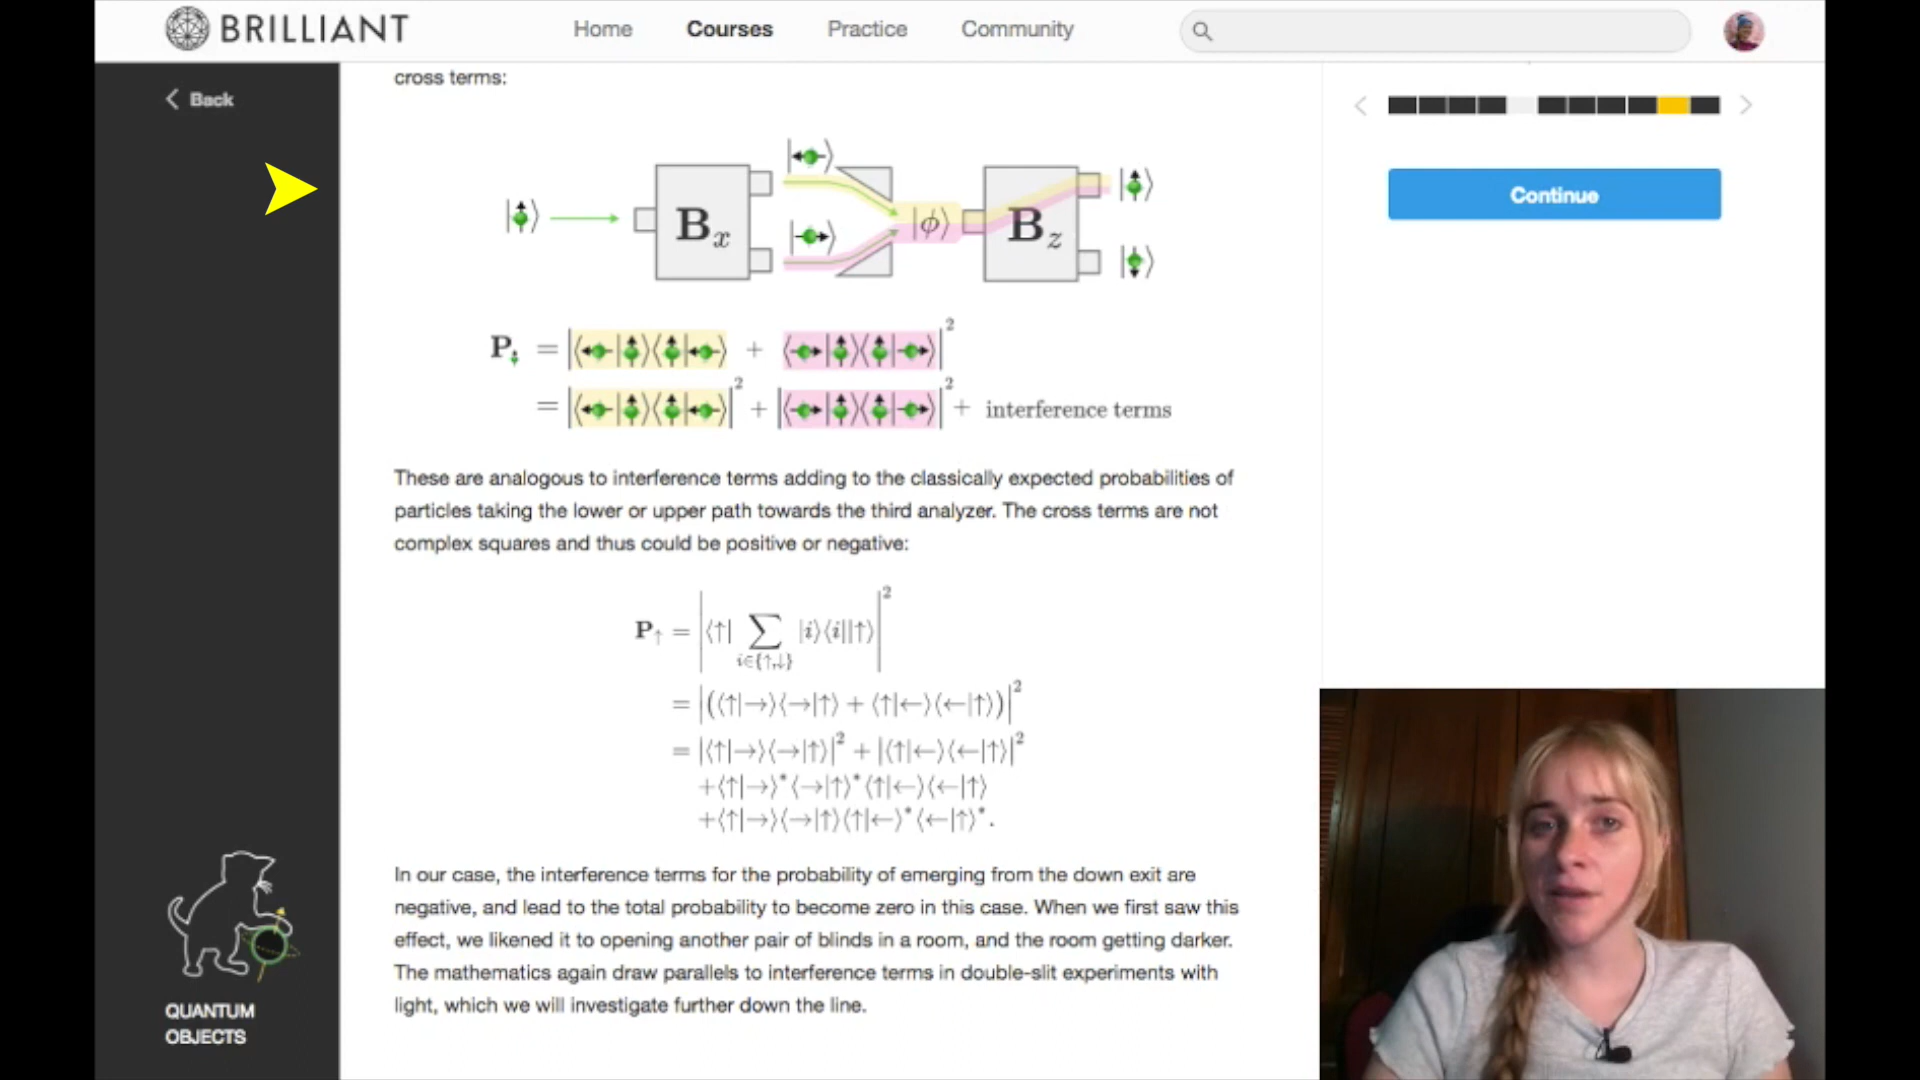 BRILLIANT
Home Courses Practice Community
Back
cross terms:
Continue
|↑⟩ B_x |←⟩ |→⟩ |ϕ⟩ B_z |↑⟩ |↓⟩
P↓ = |⟨←|↑⟩⟨↑|←⟩ + ⟨→|↑⟩⟨↑|→⟩|²
= |⟨←|↑⟩⟨↑|←⟩|² + |⟨→|↑⟩⟨↑|→⟩|² + interference terms
These are analogous to interference terms adding to the classically expected probabilities of
particles taking the lower or upper path towards the third analyzer. The cross terms are not
complex squares and thus could be positive or negative:
P↑ = |⟨↑| ∑ i∈{↑,↓} |i⟩⟨i||↑⟩|²
= |(⟨↑|→⟩⟨→|↑⟩ + ⟨↑|←⟩⟨←|↑⟩)|²
= |⟨↑|→⟩⟨→|↑⟩|² + |⟨↑|←⟩⟨←|↑⟩|²
+⟨↑|→⟩*⟨→|↑⟩*⟨↑|←⟩⟨←|↑⟩
+⟨↑|→⟩⟨→|↑⟩⟨↑|←⟩*⟨←|↑⟩*.
In our case, the interference terms for the probability of emerging from the down exit are
negative, and lead to the total probability to become zero in this case. When we first saw this
effect, we likened it to opening another pair of blinds in a room, and the room getting darker.
The mathematics again draw parallels to interference terms in double-slit experiments with
light, which we will investigate further down the line.
QUANTUM
OBJECTS